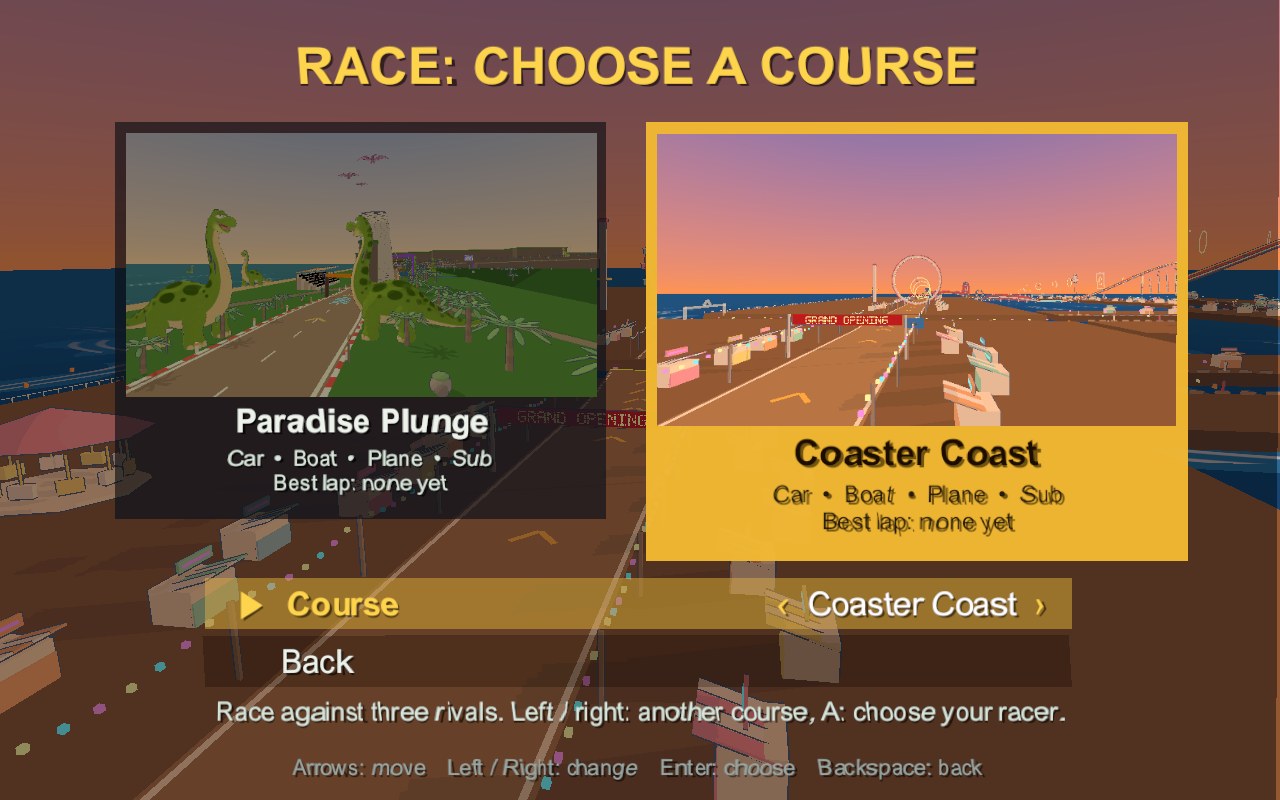 RACE: CHOOSE A COURSE
GRAND OPENING
Paradise Plunge
Car • Boat • Plane • Sub
Best lap: none yet
GRAND OPENING
Coaster Coast
Car • Boat • Plane • Sub
Best lap: none yet
Course ‹ Coaster Coast ›
Back
Race against three rivals. Left / right: another course, A: choose your racer.
Arrows: move Left / Right: change Enter: choose Backspace: back